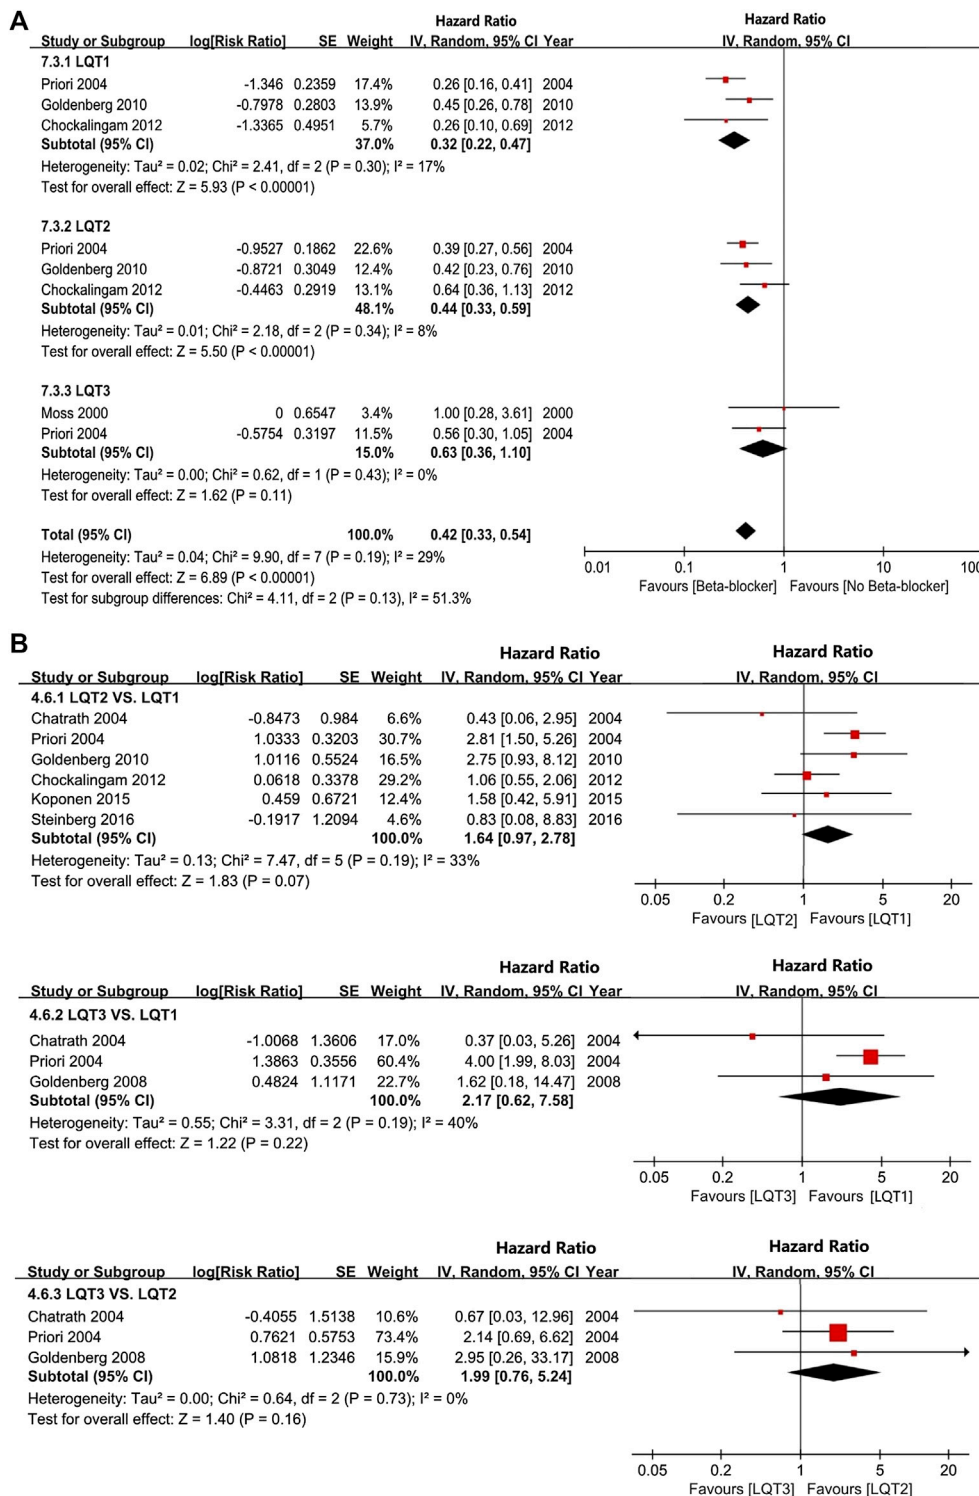 A
Hazard Ratio Hazard Ratio
Study or Subgroup log[Risk Ratio] SE Weight IV, Random, 95% CI Year IV, Random, 95% CI
7.3.1 LQT1
Priori 2004 -1.346 0.2359 17.4% 0.26 [0.16, 0.41] 2004
Goldenberg 2010 -0.7978 0.2803 13.9% 0.45 [0.26, 0.78] 2010
Chockalingam 2012 -1.3365 0.4951 5.7% 0.26 [0.10, 0.69] 2012
Subtotal (95% CI) 37.0% 0.32 [0.22, 0.47]
Heterogeneity: Tau² = 0.02; Chi² = 2.41, df = 2 (P = 0.30); I² = 17%
Test for overall effect: Z = 5.93 (P < 0.00001)
7.3.2 LQT2
Priori 2004 -0.9527 0.1862 22.6% 0.39 [0.27, 0.56] 2004
Goldenberg 2010 -0.8721 0.3049 12.4% 0.42 [0.23, 0.76] 2010
Chockalingam 2012 -0.4463 0.2919 13.1% 0.64 [0.36, 1.13] 2012
Subtotal (95% CI) 48.1% 0.44 [0.33, 0.59]
Heterogeneity: Tau² = 0.01; Chi² = 2.18, df = 2 (P = 0.34); I² = 8%
Test for overall effect: Z = 5.50 (P < 0.00001)
7.3.3 LQT3
Moss 2000 0 0.6547 3.4% 1.00 [0.28, 3.61] 2000
Priori 2004 -0.5754 0.3197 11.5% 0.56 [0.30, 1.05] 2004
Subtotal (95% CI) 15.0% 0.63 [0.36, 1.10]
Heterogeneity: Tau² = 0.00; Chi² = 0.62, df = 1 (P = 0.43); I² = 0%
Test for overall effect: Z = 1.62 (P = 0.11)
Total (95% CI) 100.0% 0.42 [0.33, 0.54]
Heterogeneity: Tau² = 0.04; Chi² = 9.90, df = 7 (P = 0.19); I² = 29%
Test for overall effect: Z = 6.89 (P < 0.00001)
Test for subgroup differences: Chi² = 4.11, df = 2 (P = 0.13), I² = 51.3%
0.01 0.1 1 10 100
Favours [Beta-blocker] Favours [No Beta-blocker]
B
Hazard Ratio Hazard Ratio
Study or Subgroup log[Risk Ratio] SE Weight IV, Random, 95% CI Year IV, Random, 95% CI
4.6.1 LQT2 VS. LQT1
Chatrath 2004 -0.8473 0.984 6.6% 0.43 [0.06, 2.95] 2004
Priori 2004 1.0333 0.3203 30.7% 2.81 [1.50, 5.26] 2004
Goldenberg 2010 1.0116 0.5524 16.5% 2.75 [0.93, 8.12] 2010
Chockalingam 2012 0.0618 0.3378 29.2% 1.06 [0.55, 2.06] 2012
Koponen 2015 0.459 0.6721 12.4% 1.58 [0.42, 5.91] 2015
Steinberg 2016 -0.1917 1.2094 4.6% 0.83 [0.08, 8.83] 2016
Subtotal (95% CI) 100.0% 1.64 [0.97, 2.78]
Heterogeneity: Tau² = 0.13; Chi² = 7.47, df = 5 (P = 0.19); I² = 33%
Test for overall effect: Z = 1.83 (P = 0.07)
0.05 0.2 1 5 20
Favours [LQT2] Favours [LQT1]
Hazard Ratio Hazard Ratio
Study or Subgroup log[Risk Ratio] SE Weight IV, Random, 95% CI Year IV, Random, 95% CI
4.6.2 LQT3 VS. LQT1
Chatrath 2004 -1.0068 1.3606 17.0% 0.37 [0.03, 5.26] 2004
Priori 2004 1.3863 0.3556 60.4% 4.00 [1.99, 8.03] 2004
Goldenberg 2008 0.4824 1.1171 22.7% 1.62 [0.18, 14.47] 2008
Subtotal (95% CI) 100.0% 2.17 [0.62, 7.58]
Heterogeneity: Tau² = 0.55; Chi² = 3.31, df = 2 (P = 0.19); I² = 40%
Test for overall effect: Z = 1.22 (P = 0.22)
0.05 0.2 1 5 20
Favours [LQT3] Favours [LQT1]
Hazard Ratio Hazard Ratio
Study or Subgroup log[Risk Ratio] SE Weight IV, Random, 95% CI Year IV, Random, 95% CI
4.6.3 LQT3 VS. LQT2
Chatrath 2004 -0.4055 1.5138 10.6% 0.67 [0.03, 12.96] 2004
Priori 2004 0.7621 0.5753 73.4% 2.14 [0.69, 6.62] 2004
Goldenberg 2008 1.0818 1.2346 15.9% 2.95 [0.26, 33.17] 2008
Subtotal (95% CI) 100.0% 1.99 [0.76, 5.24]
Heterogeneity: Tau² = 0.00; Chi² = 0.64, df = 2 (P = 0.73); I² = 0%
Test for overall effect: Z = 1.40 (P = 0.16)
0.05 0.2 1 5 20
Favours [LQT3] Favours [LQT2]